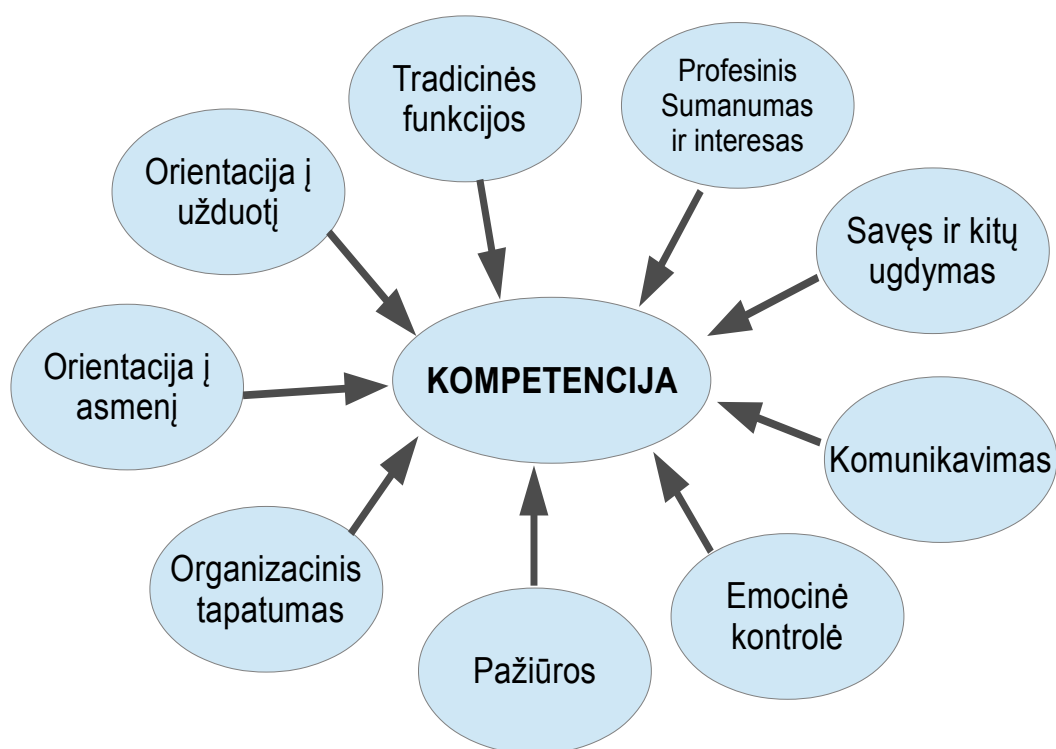 Tradicinės
funkcijos
Profesinis
Sumanumas
ir interesas
Orientacija į
užduotį
Savęs ir kitų
ugdymas
Orientacija į
asmenį
KOMPETENCIJA
Komunikavimas
Organizacinis
tapatumas
Emocinė
kontrolė
Pažiūros